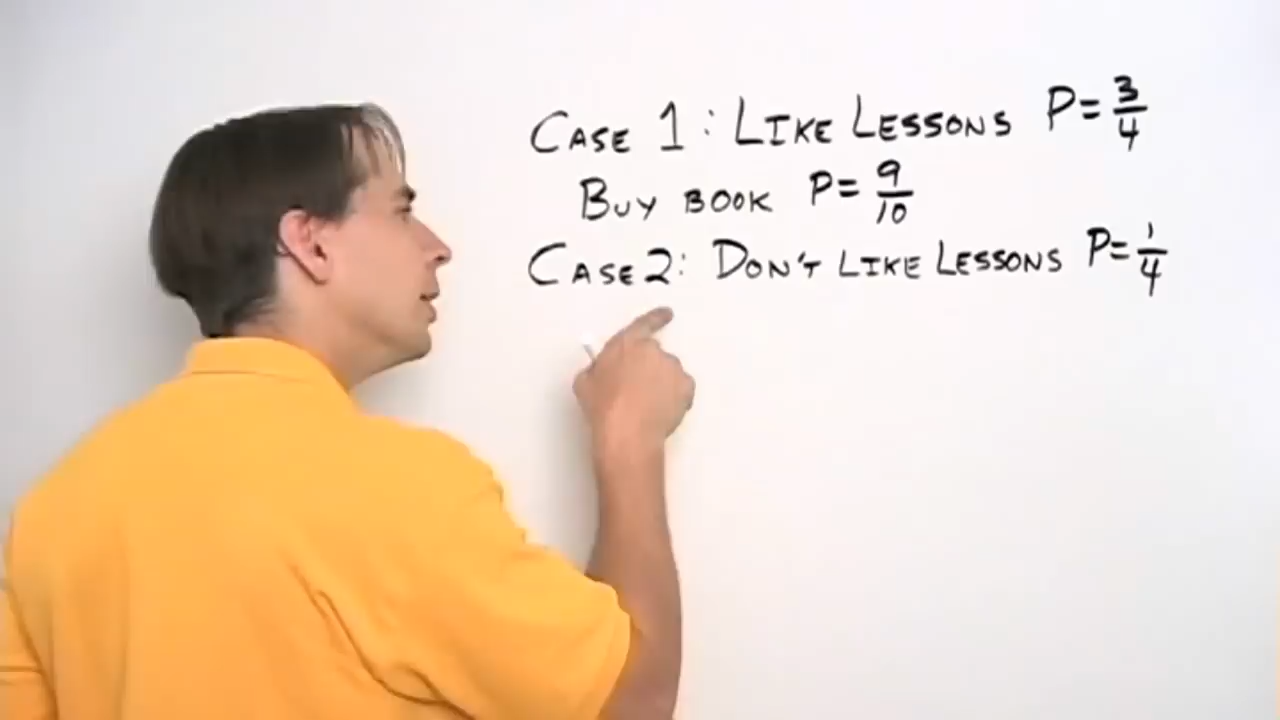 CASE 1: LIKE LESSONS P=3/4
BUY BOOK P=9/10
CASE 2: DON'T LIKE LESSONS P=1/4